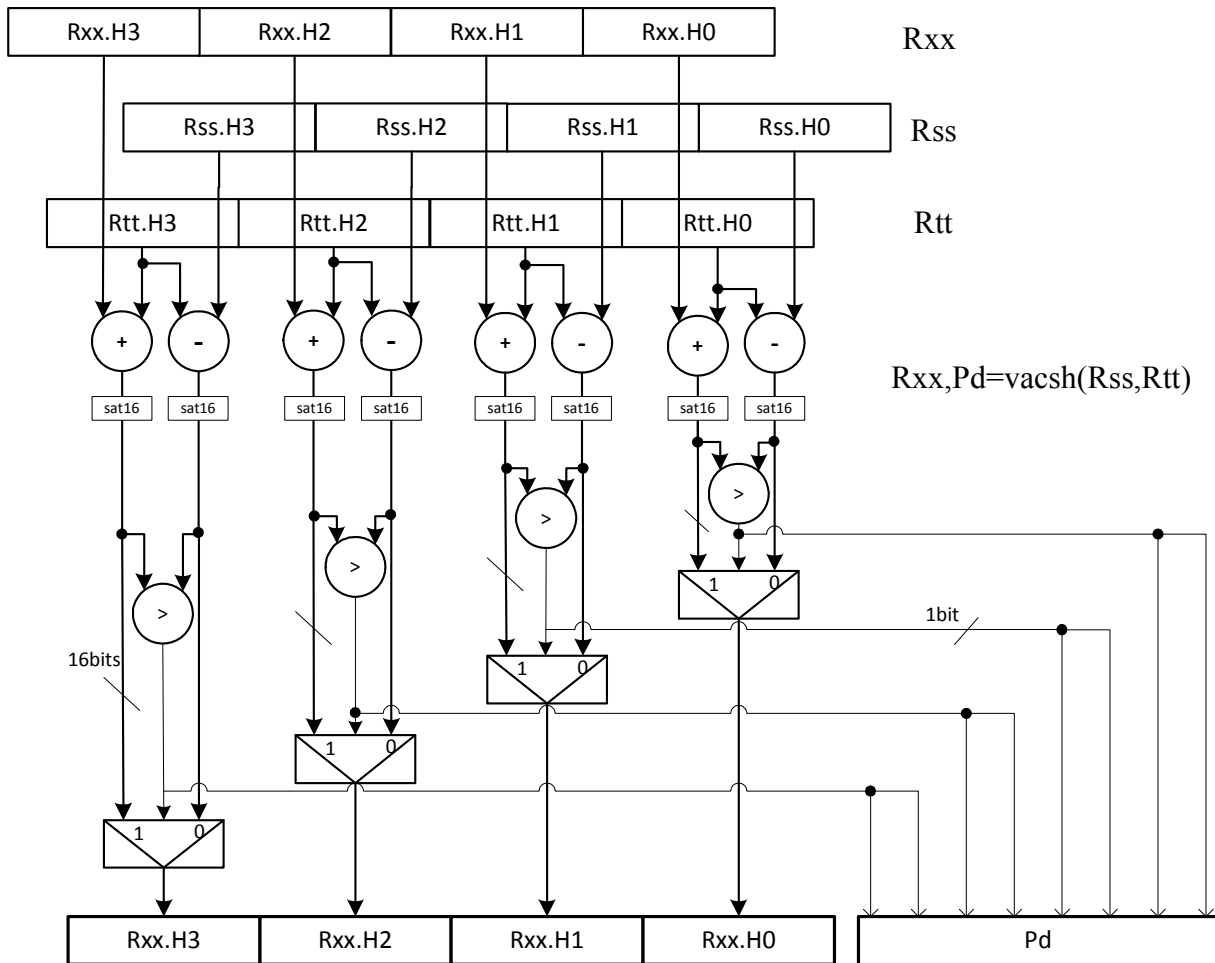 Rxx.H3 Rxx.H2 Rxx.H1 Rxx.H0 Rxx
Rss.H3 Rss.H2 Rss.H1 Rss.H0 Rss
Rtt.H3 Rtt.H2 Rtt.H1 Rtt.H0 Rtt
+ - + - + - + -
Rxx,Pd=vacsh(Rss,Rtt)
sat16 sat16 sat16 sat16 sat16 sat16 sat16 sat16
>
>
>
1 0
>
1bit
16bits
1 0
1 0
1 0
Rxx.H3 Rxx.H2 Rxx.H1 Rxx.H0 Pd